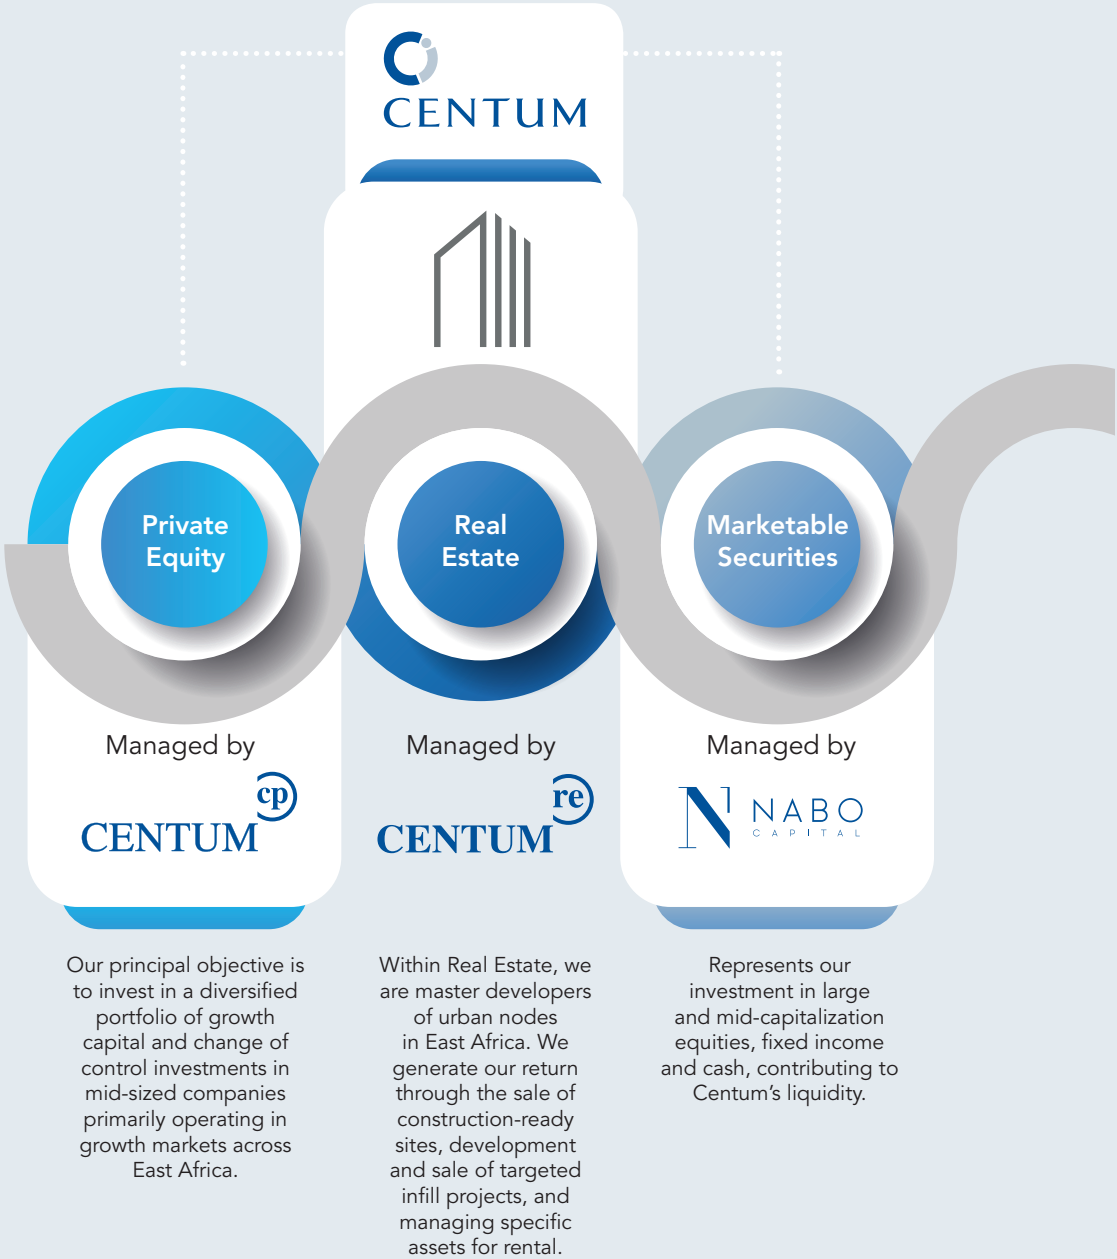 CENTUM
Private
Equity
Managed by
CENTUM cp
Our principal objective is
to invest in a diversified
portfolio of growth
capital and change of
control investments in
mid-sized companies
primarily operating in
growth markets across
East Africa.
Real
Estate
Managed by
CENTUM re
Within Real Estate, we
are master developers
of urban nodes
in East Africa. We
generate our return
through the sale of
construction-ready
sites, development
and sale of targeted
infill projects, and
managing specific
assets for rental.
Marketable
Securities
Managed by
N NABO
CAPITAL
Represents our
investment in large
and mid-capitalization
equities, fixed income
and cash, contributing to
Centum’s liquidity.